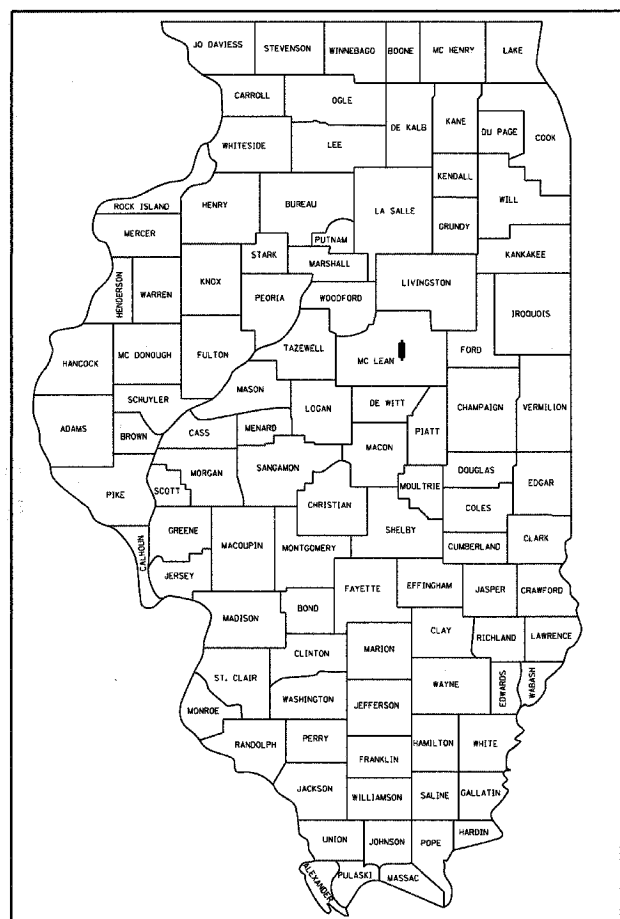 JO DAVIESS
STEVENSON
WINNEBAGO
BOONE
MC HENRY
LAKE
CARROLL
OGLE
DE KALB
KANE
DU PAGE
COOK
WHITESIDE
LEE
KENDALL
WILL
ROCK ISLAND
HENRY
BUREAU
LA SALLE
GRUNDY
MERCER
PUTNAM
KANKAKEE
STARK
MARSHALL
HENDERSON
WARREN
KNOX
PEORIA
WOODFORD
LIVINGSTON
IROQUOIS
HANCOCK
MC DONOUGH
FULTON
TAZEWELL
MC LEAN
FORD
MASON
SCHUYLER
LOGAN
DE WITT
CHAMPAIGN
VERMILION
ADAMS
BROWN
CASS
MENARD
PIATT
MACON
PIKE
SCOTT
MORGAN
SANGAMON
MOULTRIE
DOUGLAS
EDGAR
CHRISTIAN
COLES
CALHOUN
GREENE
MACOUPIN
MONTGOMERY
SHELBY
CUMBERLAND
CLARK
JERSEY
FAYETTE
EFFINGHAM
JASPER
CRAWFORD
MADISON
BOND
CLAY
RICHLAND
LAWRENCE
CLINTON
MARION
ST. CLAIR
WAYNE
EDWARDS
WABASH
MONROE
WASHINGTON
JEFFERSON
RANDOLPH
PERRY
HAMILTON
WHITE
FRANKLIN
JACKSON
WILLIAMSON
SALINE
GALLATIN
UNION
JOHNSON
POPE
HARDIN
ALEXANDER
PULASKI
MASSAC